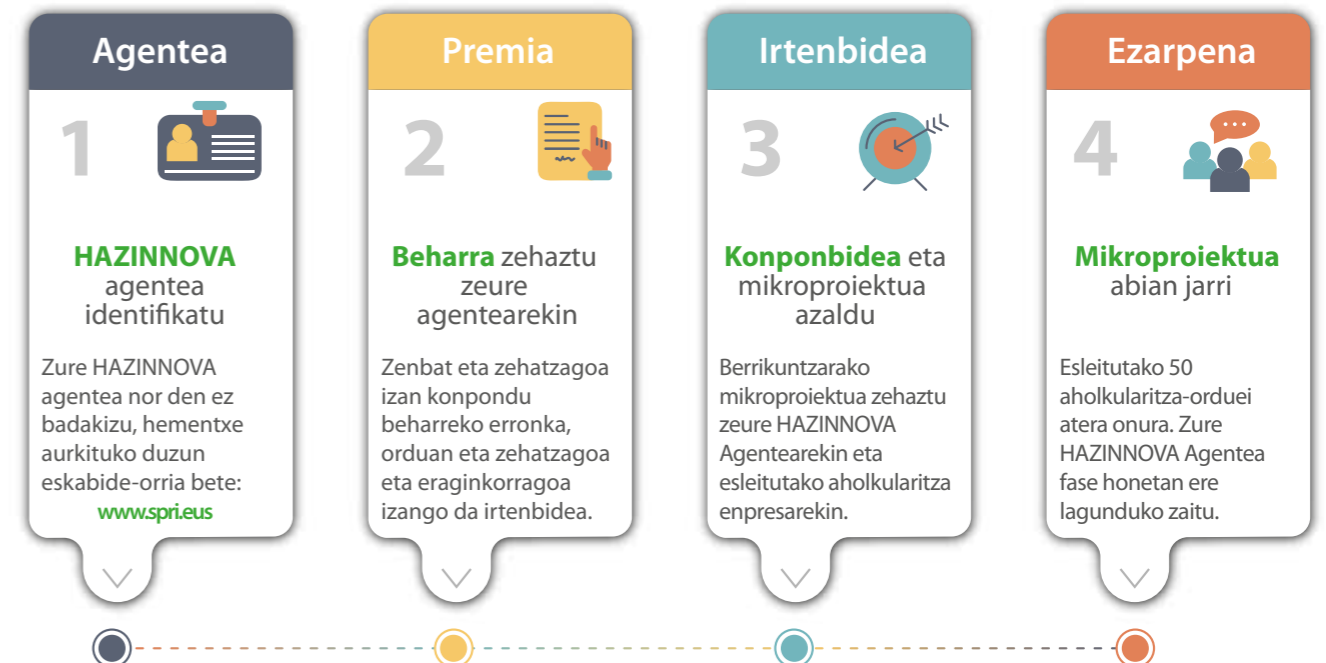 Agentea
1
HAZINNOVA
agentea
identifikatu
Zure HAZINNOVA
agentea nor den ez
badakizu, hementxe
aurkituko duzun
eskabide-orria bete:
www.spri.eus
Premia
2
Beharra zehaztu
zeure
agentearekin
Zenbat eta zehatzagoa
izan konpondu
beharreko erronka,
orduan eta zehatzagoa
eta eraginkorragoa
izango da irtenbidea.
Irtenbidea
3
Konponbidea eta
mikroproiektua
azaldu
Berrikuntzarako
mikroproiektua zehaztu
zeure HAZINNOVA
Agentearekin eta
esleitutako aholkularitza
enpresarekin.
Ezarpena
4
Mikroproiektua
abian jarri
Esleitutako 50
aholkularitza-orduei
atera onura. Zure
HAZINNOVA Agentea
fase honetan ere
lagunduko zaitu.